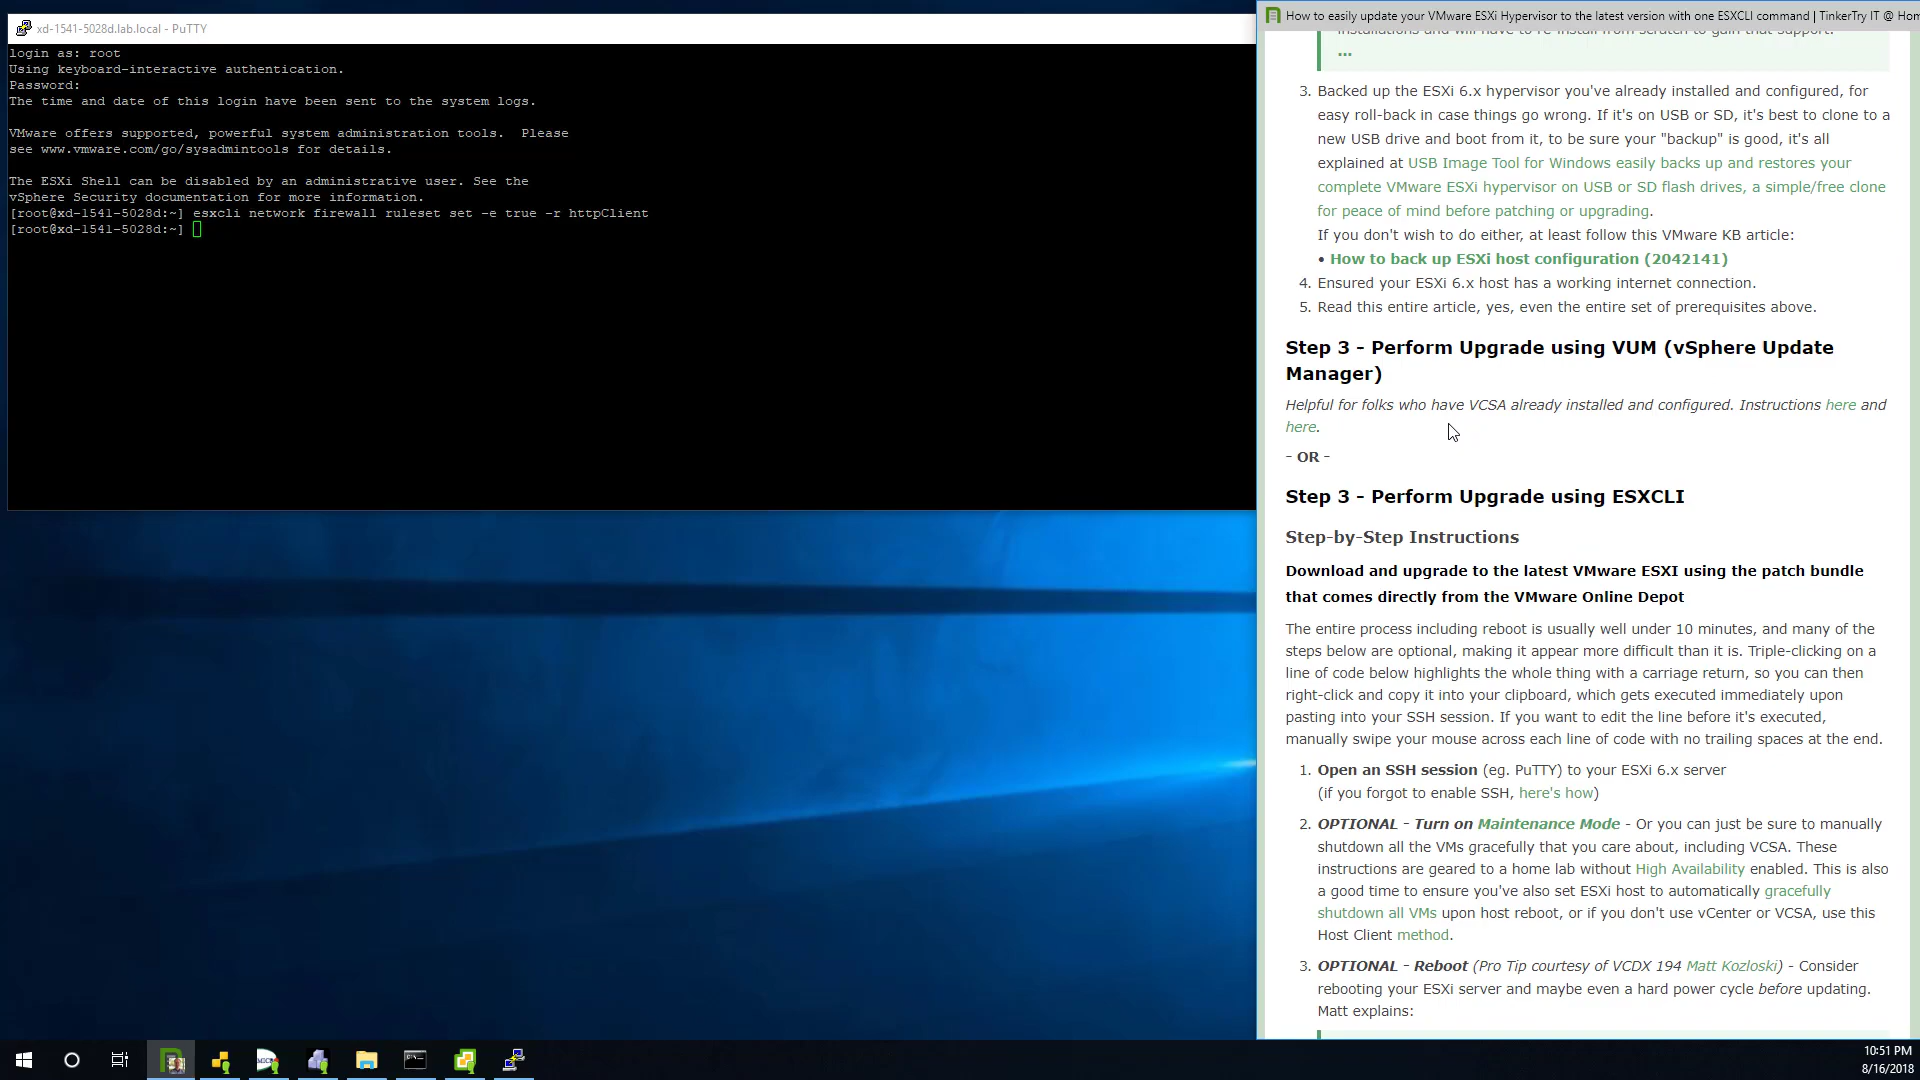 xd-1541-5028d.lab.local - PuTTY
login as: root
Using keyboard-interactive authentication.
Password:
The time and date of this login have been sent to the system logs.
VMware offers supported, powerful system administration tools.  Please
see www.vmware.com/go/sysadmintools for details.
The ESXi Shell can be disabled by an administrative user. See the
vSphere Security documentation for more information.
[root@xd-1541-5028d:~] esxcli network firewall ruleset set -e true -r httpClient
[root@xd-1541-5028d:~]
How to easily update your VMware ESXi Hypervisor to the latest version with one ESXCLI command | TinkerTry IT @ Hom
installations and will have to re-install from scratch to gain that support.
...
3. Backed up the ESXi 6.x hypervisor you've already installed and configured, for
easy roll-back in case things go wrong. If it's on USB or SD, it's best to clone to a
new USB drive and boot from it, to be sure your "backup" is good, it's all
explained at USB Image Tool for Windows easily backs up and restores your
complete VMware ESXi hypervisor on USB or SD flash drives, a simple/free clone
for peace of mind before patching or upgrading.
If you don't wish to do either, at least follow this VMware KB article:
• How to back up ESXi host configuration (2042141)
4. Ensured your ESXi 6.x host has a working internet connection.
5. Read this entire article, yes, even the entire set of prerequisites above.
Step 3 - Perform Upgrade using VUM (vSphere Update
Manager)
Helpful for folks who have VCSA already installed and configured. Instructions here and
here.
- OR -
Step 3 - Perform Upgrade using ESXCLI
Step-by-Step Instructions
Download and upgrade to the latest VMware ESXI using the patch bundle
that comes directly from the VMware Online Depot
The entire process including reboot is usually well under 10 minutes, and many of the
steps below are optional, making it appear more difficult than it is. Triple-clicking on a
line of code below highlights the whole thing with a carriage return, so you can then
right-click and copy it into your clipboard, which gets executed immediately upon
pasting into your SSH session. If you want to edit the line before it's executed,
manually swipe your mouse across each line of code with no trailing spaces at the end.
1. Open an SSH session (eg. PuTTY) to your ESXi 6.x server
(if you forgot to enable SSH, here's how)
2. OPTIONAL - Turn on Maintenance Mode - Or you can just be sure to manually
shutdown all the VMs gracefully that you care about, including VCSA. These
instructions are geared to a home lab without High Availability enabled. This is also
a good time to ensure you've also set ESXi host to automatically gracefully
shutdown all VMs upon host reboot, or if you don't use vCenter or VCSA, use this
Host Client method.
3. OPTIONAL - Reboot (Pro Tip courtesy of VCDX 194 Matt Kozloski) - Consider
rebooting your ESXi server and maybe even a hard power cycle before updating.
Matt explains:
10:51 PM
8/16/2018